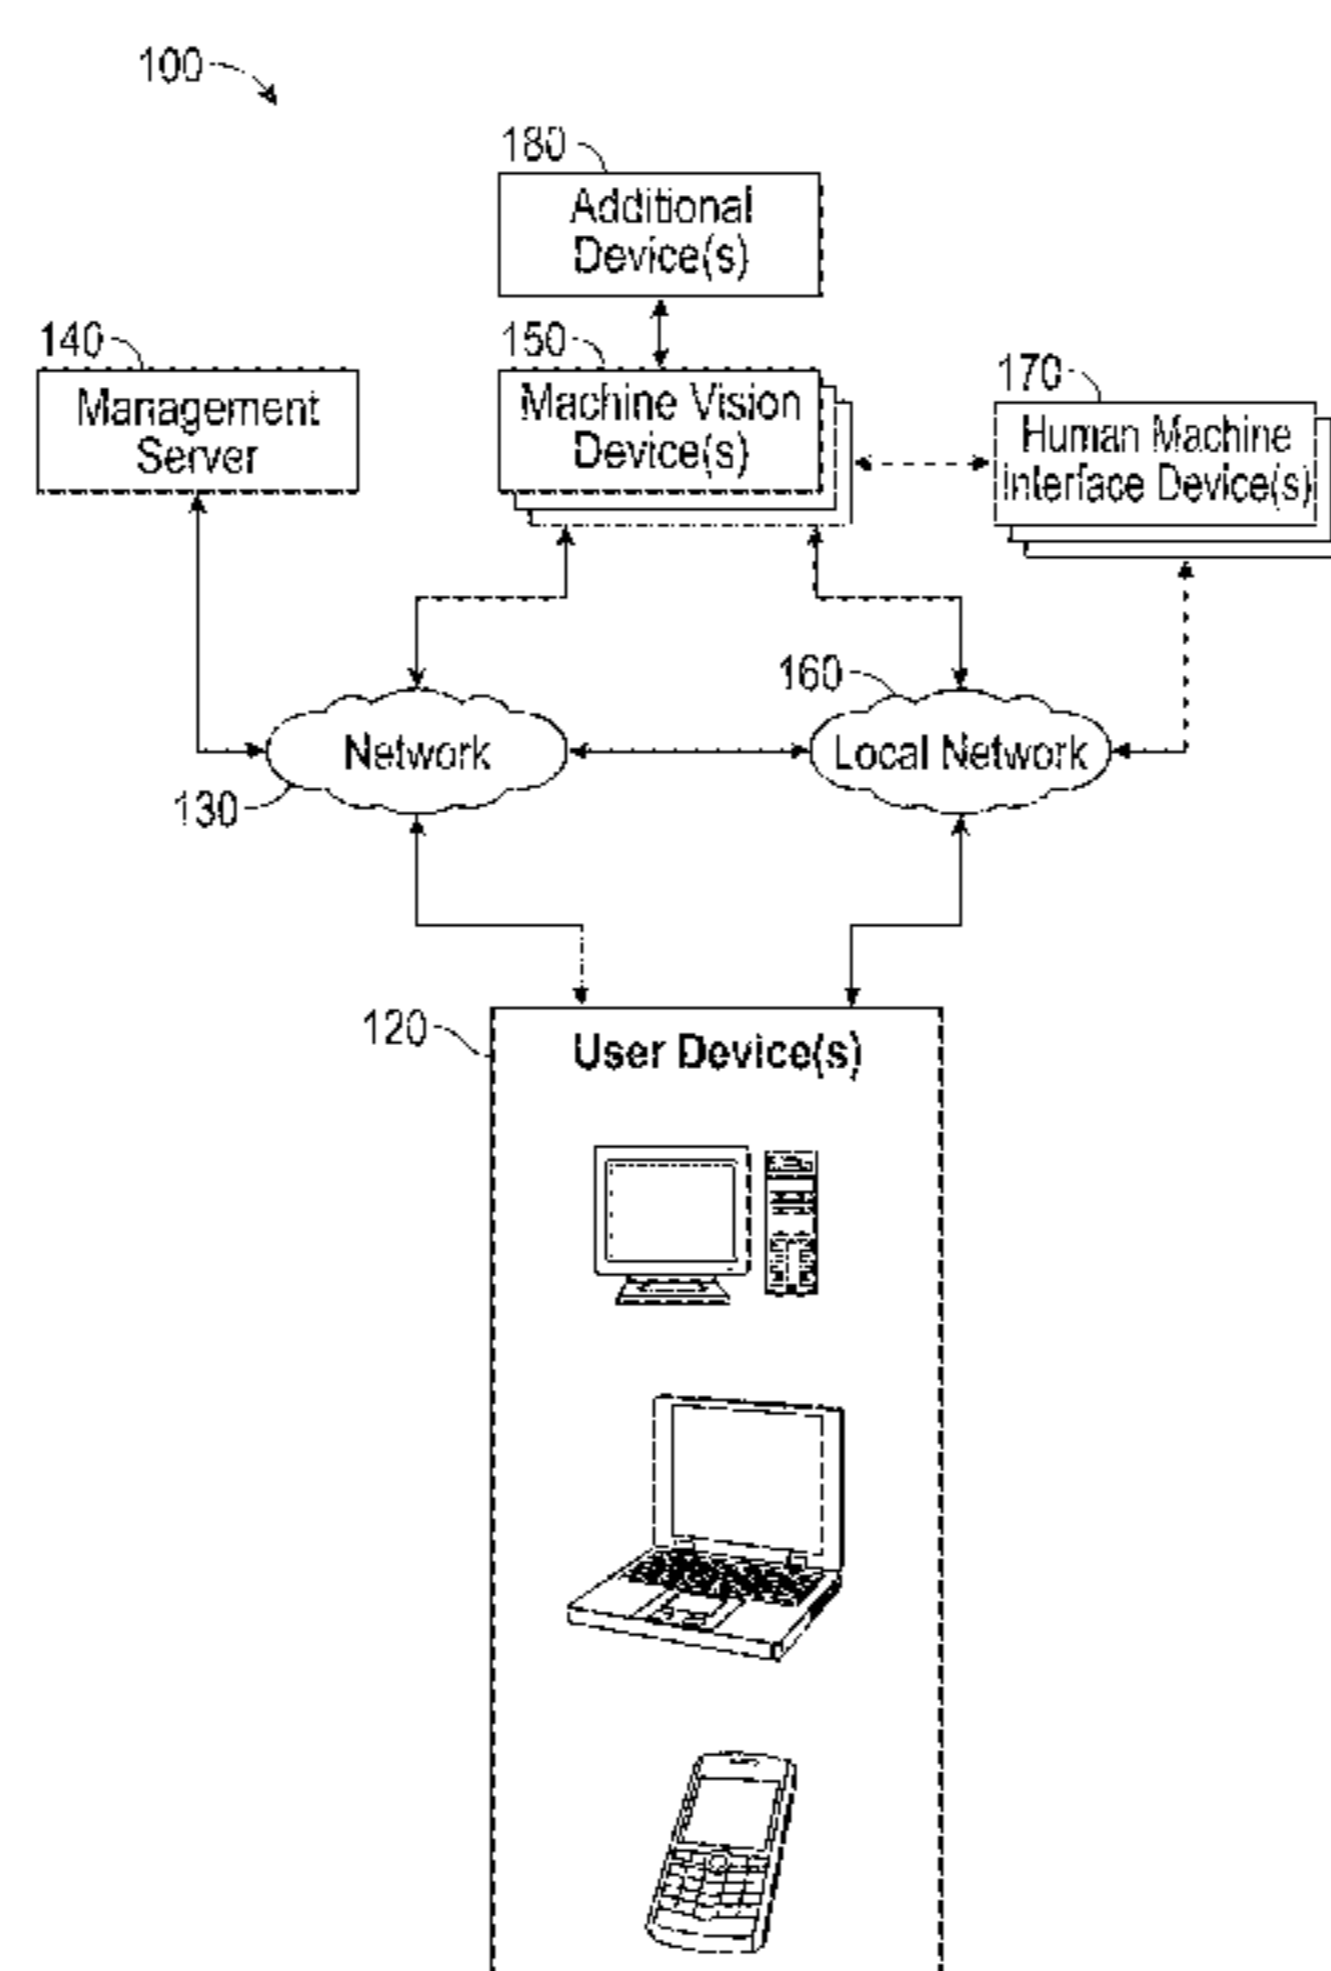 100
180
Additional
Device(s)
140
Management
Server
150
Machine Vision
Device(s)
170
Human Machine
Interface Device(s)
160
Network
Local Network
130
120
User Device(s)